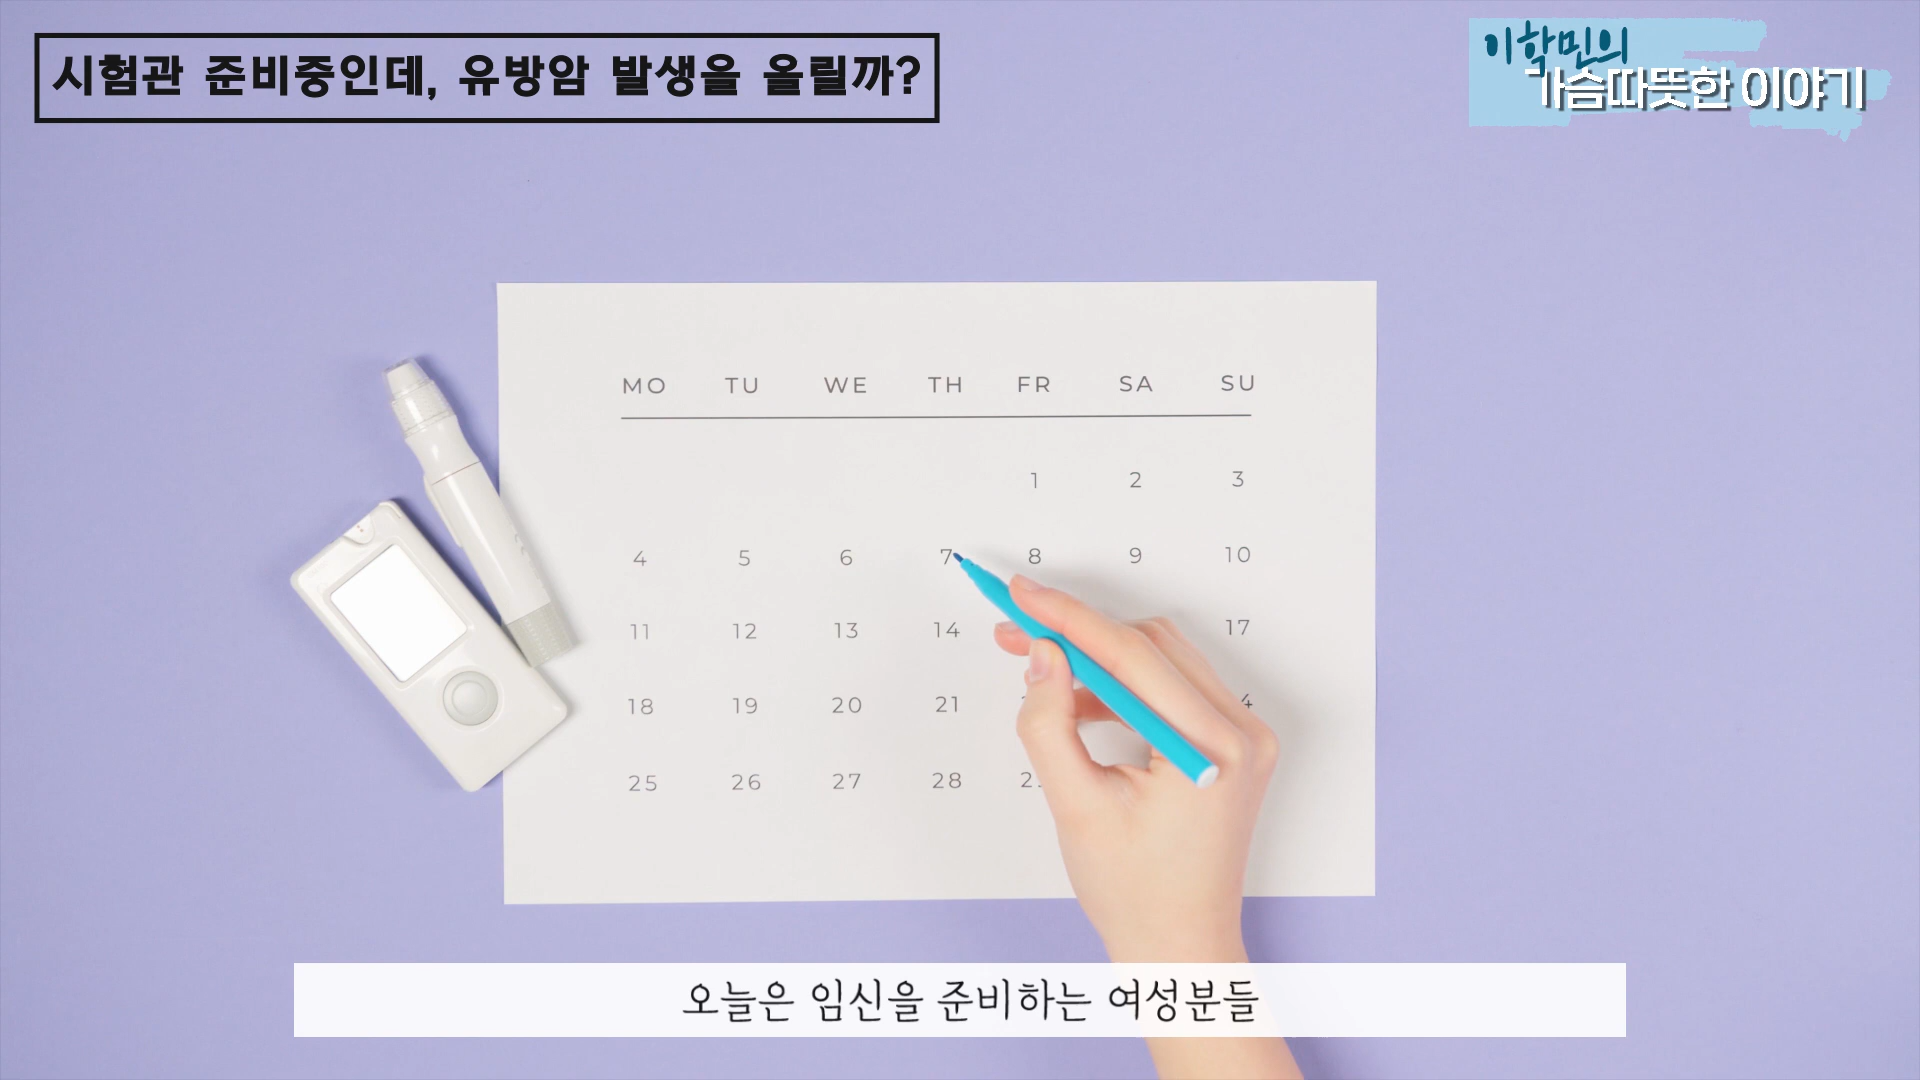 시험관 준비중인데, 유방암 발생을 올릴까?
이학민의
가슴따뜻한 이야기
MO TU WE TH FR SA SU
1 2 3
4 5 6 7 8 9 10
11 12 13 14 17
18 19 20 21
25 26 27 28
오늘은 임신을 준비하는 여성분들